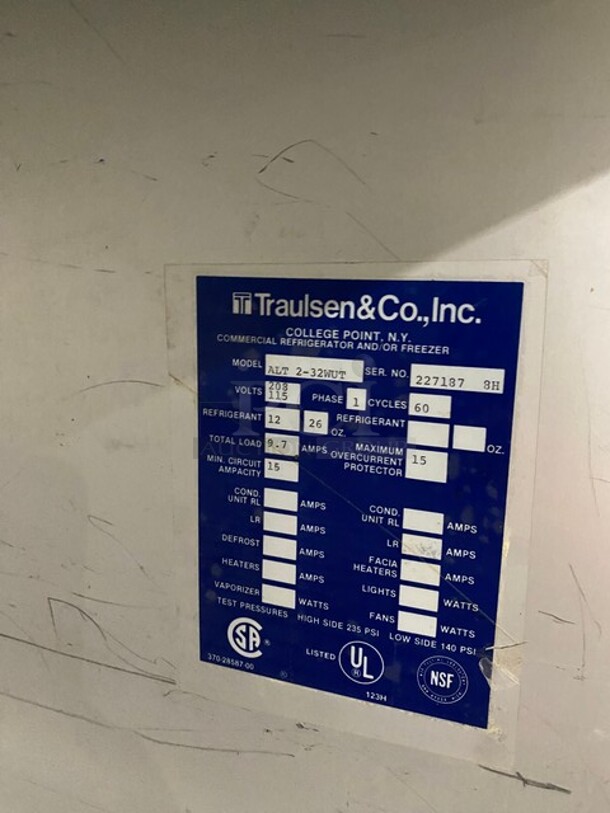 Traulsen&Co.,Inc.
COLLEGE POINT, N.Y.
COMMERCIAL REFRIGERATOR AND/OR FREEZER
MODEL ALT 2-32WUT SER. NO. 227187 8H
VOLTS 208 115 PHASE 1 CYCLES 60
REFRIGERANT 12 26 OZ. REFRIGERANT OZ.
TOTAL LOAD 9.7 AMPS MAXIMUM OVERCURRENT PROTECTOR 15
MIN. CIRCUIT AMPACITY 15
COND. UNIT RL AMPS COND. UNIT RL AMPS
LR AMPS LR AMPS
DEFROST AMPS FACIA HEATERS AMPS
HEATERS AMPS LIGHTS WATTS
VAPORIZER WATTS FANS WATTS
TEST PRESSURES HIGH SIDE 235 PSI LOW SIDE 140 PSI
SA ®
370-28587-00
LISTED UL ®
123H
NSF